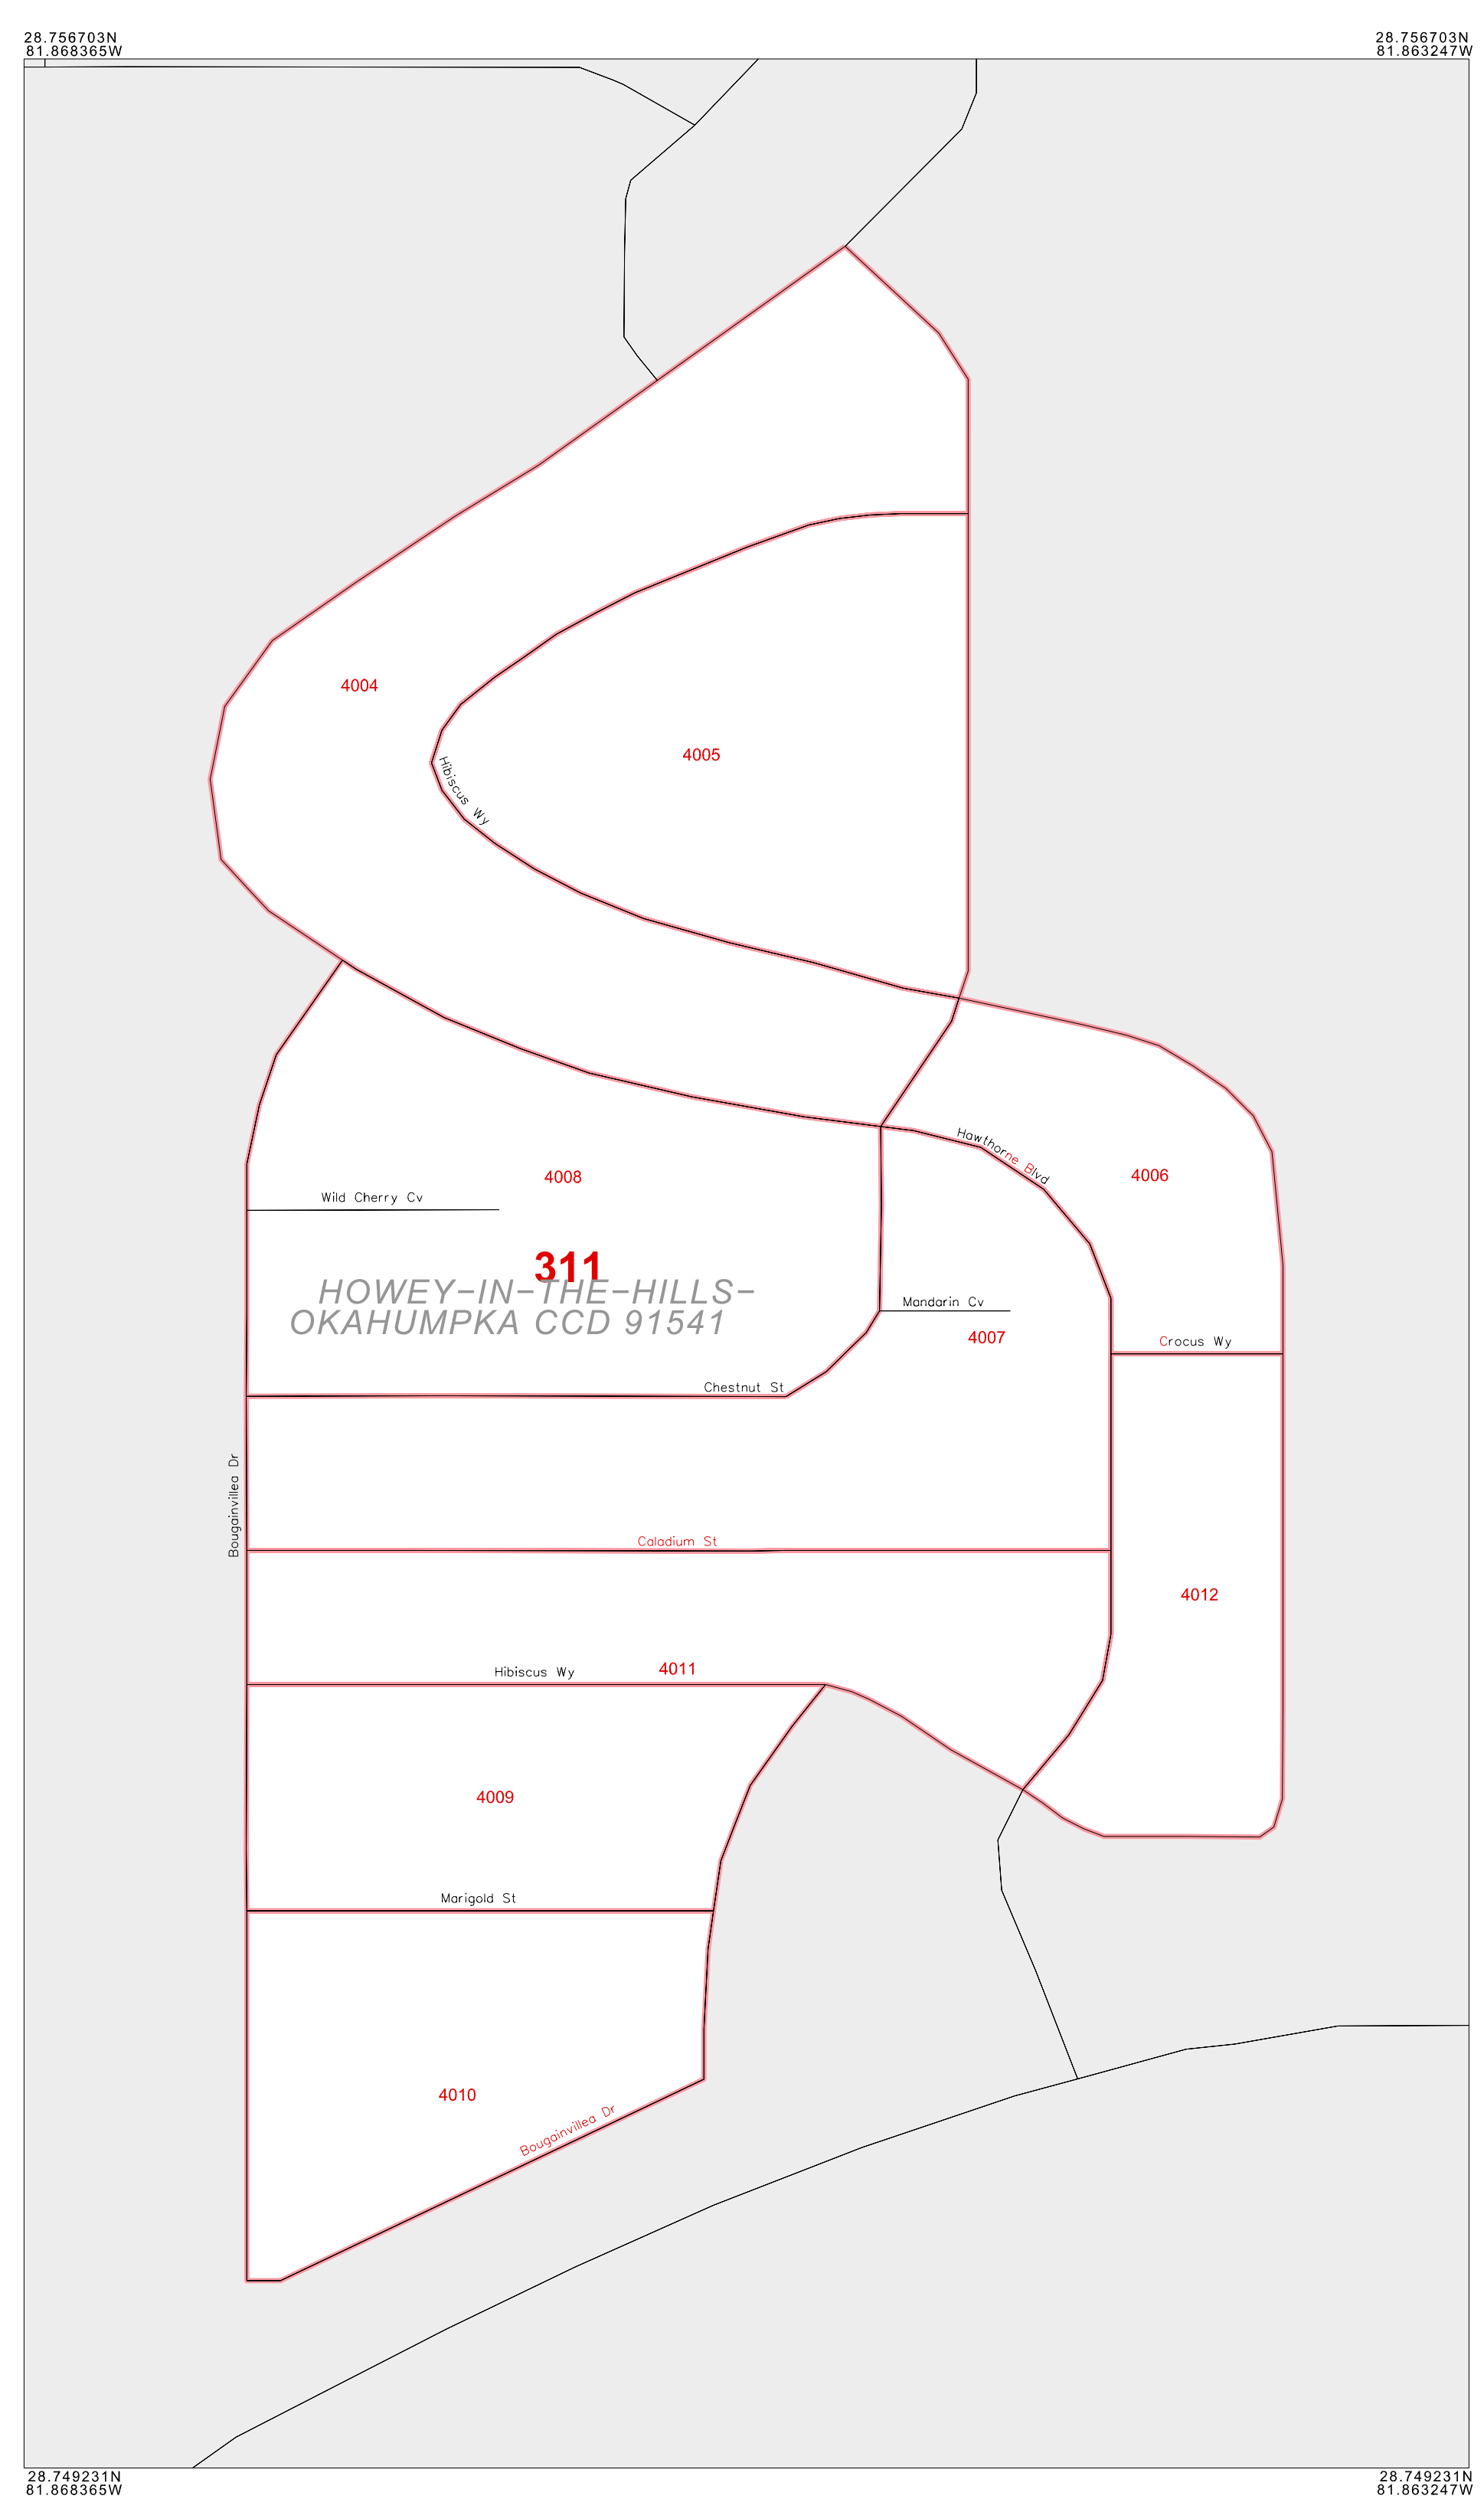 28.756703N
81.868365W
28.756703N
81.863247W
4004
4005
Hibiscus Wy
Hawthorne Blvd
4006
4008
Wild Cherry Cv
311
HOWEY-IN-THE-HILLS-
OKAHUMPKA CCD 91541
Mandarin Cv
4007
Crocus Wy
Chestnut St
Bougainvillea Dr
Caladium St
4012
Hibiscus Wy
4011
4009
Marigold St
4010
Bougainvillea Dr
28.749231N
81.868365W
28.749231N
81.863247W